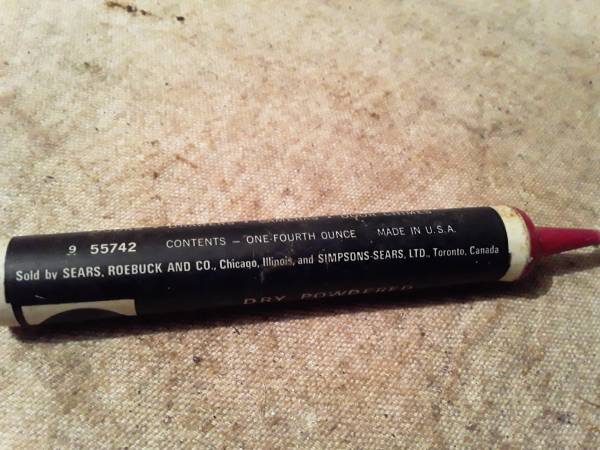 9 55742 CONTENTS — ONE-FOURTH OUNCE MADE IN U.S.A.
Sold by SEARS, ROEBUCK AND CO., Chicago, Illinois, and SIMPSONS-SEARS, LTD., Toronto, Canada
DRY POWDERED